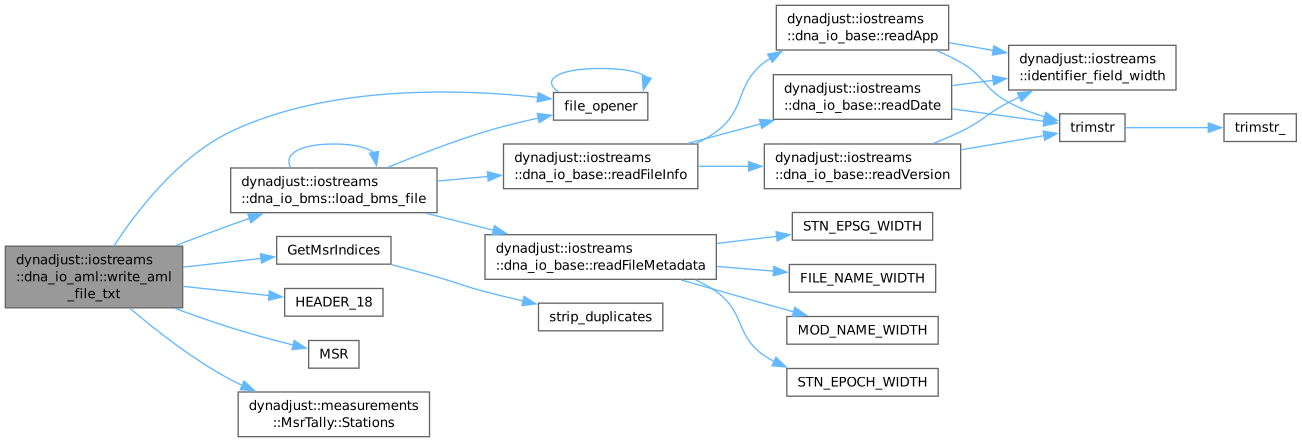 dynadjust::iostreams
::dna_io_aml::write_aml
_file_txt
file_opener
dynadjust::iostreams
::dna_io_bms::load_bms_file
GetMsrIndices
HEADER_18
MSR
dynadjust::measurements
::MsrTally::Stations
dynadjust::iostreams
::dna_io_base::readFileInfo
dynadjust::iostreams
::dna_io_base::readFileMetadata
strip_duplicates
dynadjust::iostreams
::dna_io_base::readApp
dynadjust::iostreams
::dna_io_base::readDate
dynadjust::iostreams
::dna_io_base::readVersion
STN_EPSG_WIDTH
FILE_NAME_WIDTH
MOD_NAME_WIDTH
STN_EPOCH_WIDTH
dynadjust::iostreams
::identifier_field_width
trimstr
trimstr_